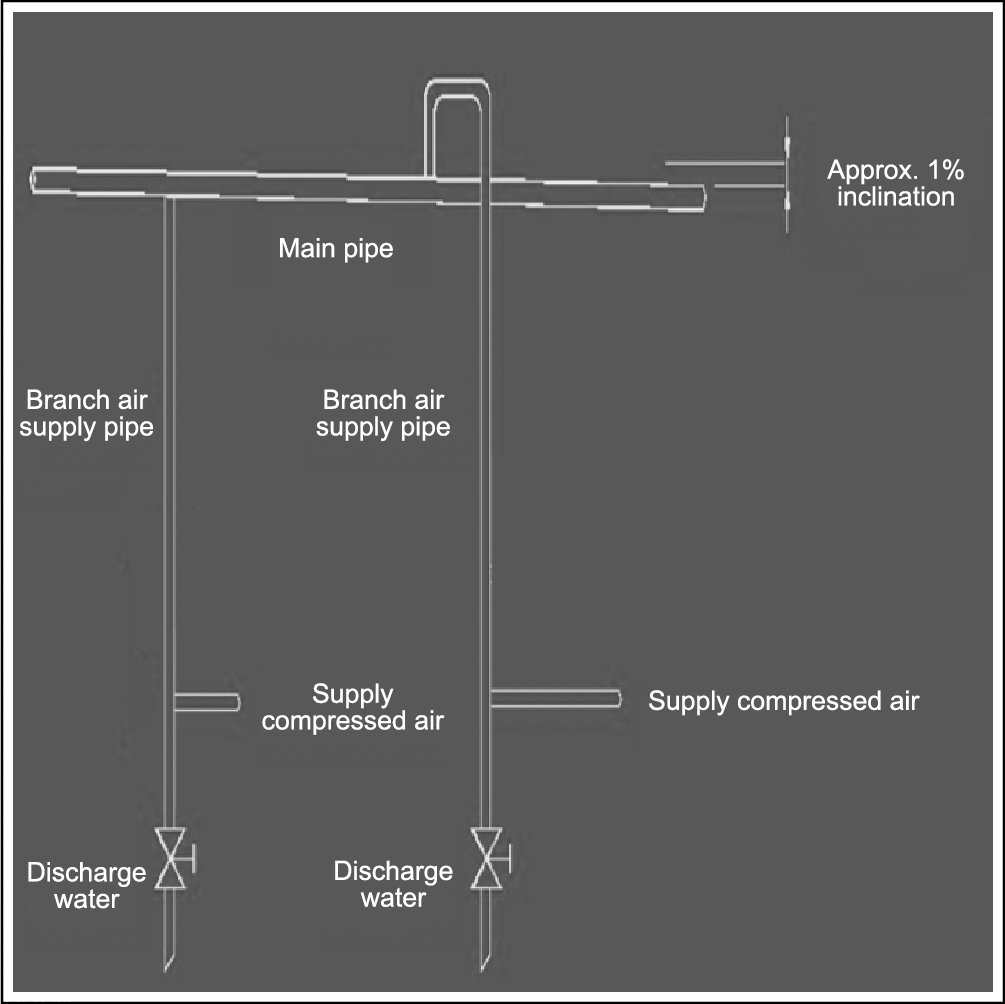 Approx. 1%
inclination
Main pipe
Branch air
supply pipe
Branch air
supply pipe
Supply
compressed air
Supply compressed air
Discharge
water
Discharge
water